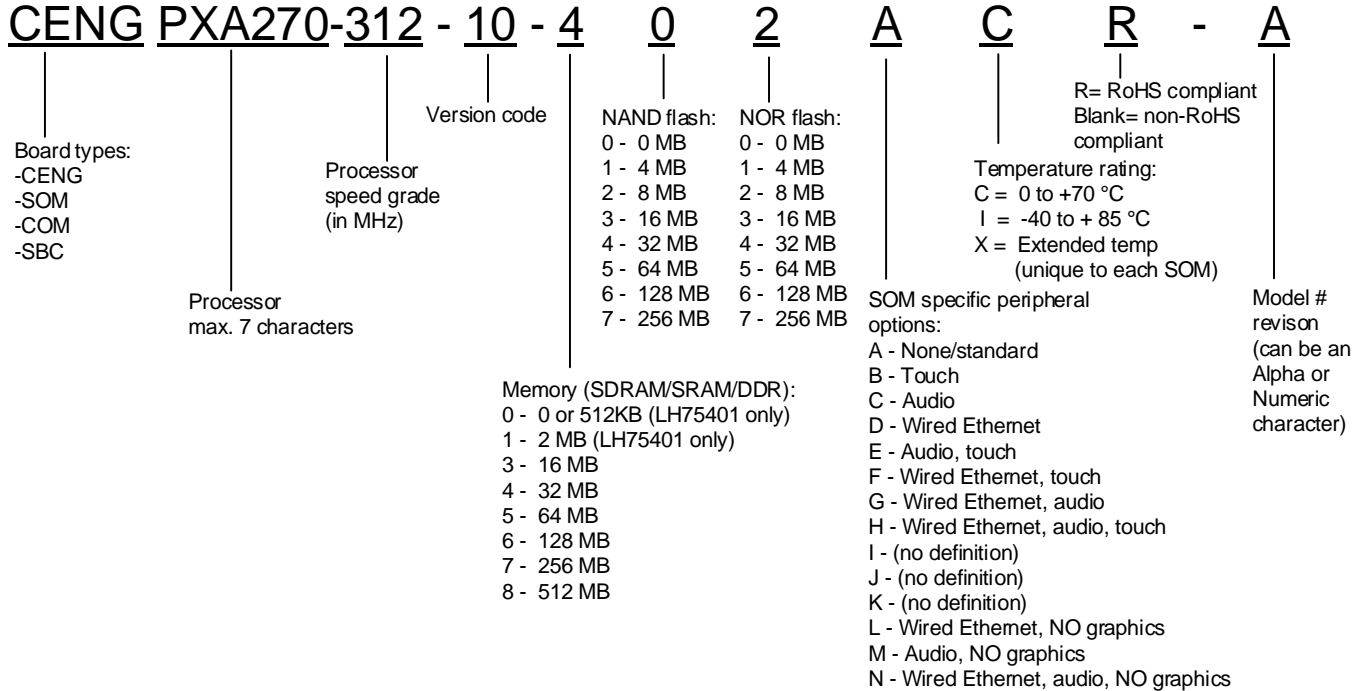 CENG PXA270-312 - 10 - 4 0 2 A C R - A
Board types:
-CENG
-SOM
-COM
-SBC
Processor
max. 7 characters
Processor
speed grade
(in MHz)
Version code
Memory (SDRAM/SRAM/DDR):
0 - 0 or 512KB (LH75401 only)
1 - 2 MB (LH75401 only)
3 - 16 MB
4 - 32 MB
5 - 64 MB
6 - 128 MB
7 - 256 MB
8 - 512 MB
NAND flash:
0 - 0 MB
1 - 4 MB
2 - 8 MB
3 - 16 MB
4 - 32 MB
5 - 64 MB
6 - 128 MB
7 - 256 MB
NOR flash:
0 - 0 MB
1 - 4 MB
2 - 8 MB
3 - 16 MB
4 - 32 MB
5 - 64 MB
6 - 128 MB
7 - 256 MB
SOM specific peripheral
options:
A - None/standard
B - Touch
C - Audio
D - Wired Ethernet
E - Audio, touch
F - Wired Ethernet, touch
G - Wired Ethernet, audio
H - Wired Ethernet, audio, touch
I - (no definition)
J - (no definition)
K - (no definition)
L - Wired Ethernet, NO graphics
M - Audio, NO graphics
N - Wired Ethernet, audio, NO graphics
Temperature rating:
C = 0 to +70 °C
I = -40 to + 85 °C
X = Extended temp
(unique to each SOM)
R= RoHS compliant
Blank= non-RoHS
compliant
Model #
revison
(can be an
Alpha or
Numeric
character)